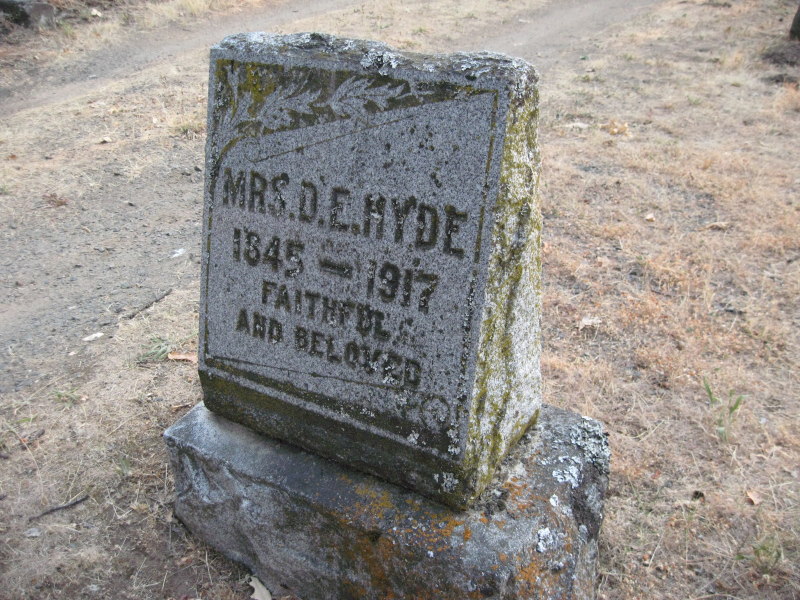 MRS. D. E. HYDE
1845 — 1917
FAITHFUL
AND BELOVED